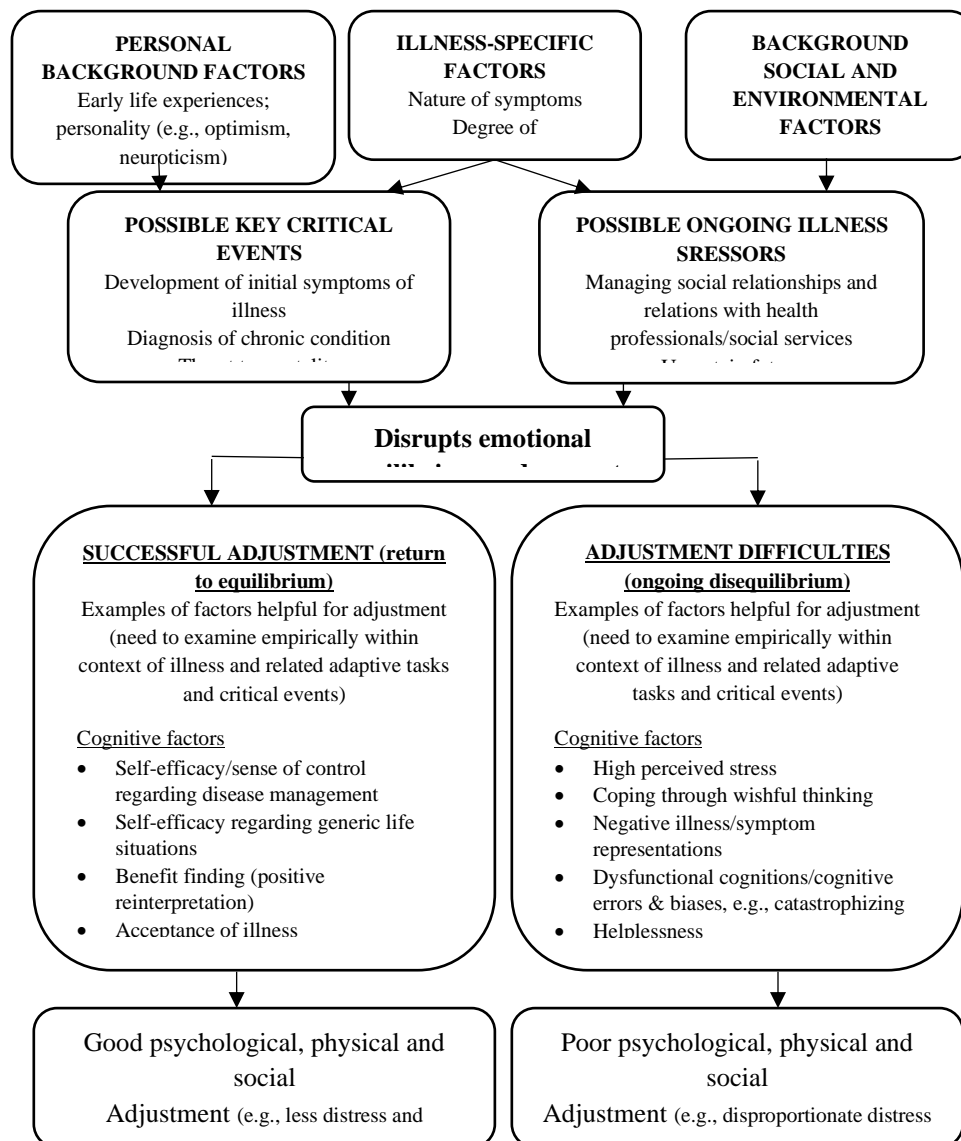 PERSONAL
BACKGROUND FACTORS
Early life experiences;
personality (e.g., optimism,
neuroticism)
ILLNESS-SPECIFIC
FACTORS
Nature of symptoms
Degree of
BACKGROUND
SOCIAL AND
ENVIRONMENTAL
FACTORS
POSSIBLE KEY CRITICAL
EVENTS
Development of initial symptoms of
illness
Diagnosis of chronic condition
POSSIBLE ONGOING ILLNESS
SRESSORS
Managing social relationships and
relations with health
professionals/social services
Disrupts emotional
SUCCESSFUL ADJUSTMENT (return
to equilibrium)
Examples of factors helpful for adjustment
(need to examine empirically within
context of illness and related adaptive tasks
and critical events)
Cognitive factors
• Self-efficacy/sense of control
regarding disease management
• Self-efficacy regarding generic life
situations
• Benefit finding (positive
reinterpretation)
• Acceptance of illness
ADJUSTMENT DIFFICULTIES
(ongoing disequilibrium)
Examples of factors helpful for adjustment
(need to examine empirically within
context of illness and related adaptive
tasks and critical events)
Cognitive factors
• High perceived stress
• Coping through wishful thinking
• Negative illness/symptom
representations
• Dysfunctional cognitions/cognitive
errors & biases, e.g., catastrophizing
• Helplessness
Good psychological, physical and
social
Adjustment (e.g., less distress and
Poor psychological, physical and
social
Adjustment (e.g., disproportionate distress